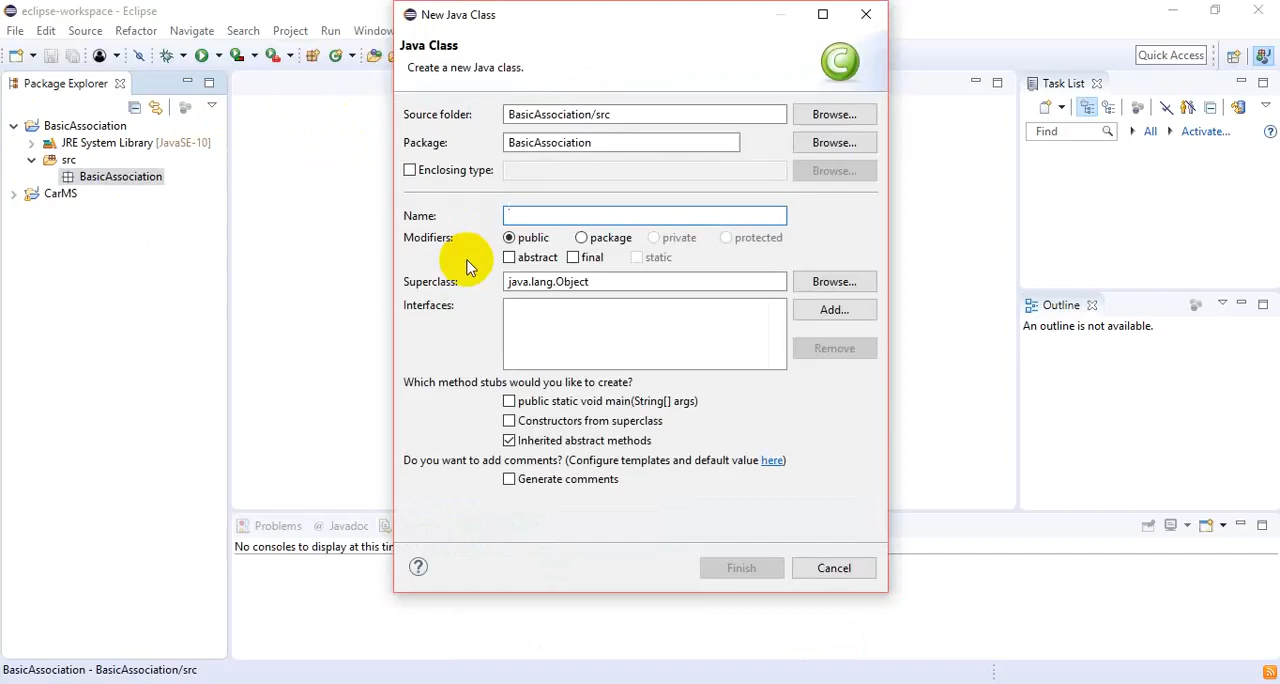 eclipse-workspace - Eclipse
File Edit Source Refactor Navigate Search Project Run Window
Quick Access
Package Explorer
BasicAssociation
JRE System Library [JavaSE-10]
src
BasicAssociation
CarMS
New Java Class
Java Class
Create a new Java class.
Source folder: BasicAssociation/src Browse...
Package: BasicAssociation Browse...
Enclosing type: Browse...
Name:
Modifiers: public package private protected
abstract final static
Superclass: java.lang.Object Browse...
Interfaces: Add...
Remove
Which method stubs would you like to create?
public static void main(String[] args)
Constructors from superclass
Inherited abstract methods
Do you want to add comments? (Configure templates and default value here)
Generate comments
Finish Cancel
Task List
Find All Activate...
Outline
An outline is not available.
Problems @ Javadoc
No consoles to display at this tir
BasicAssociation - BasicAssociation/src